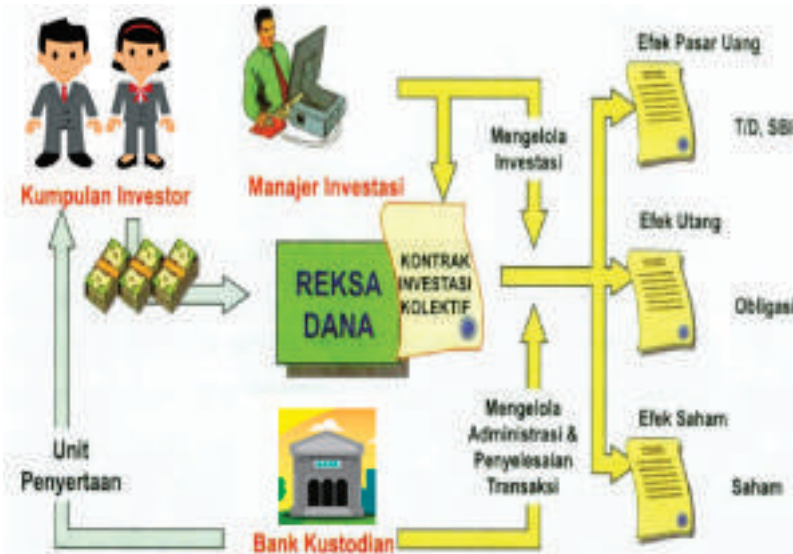 Kumpulan Investor
Manajer Investasi
Mengelola
Investasi
Efek Pasar Uang
T/D, SBI
REKSA
DANA
KONTRAK
INVESTASI
KOLEKTIF
Efek Utang
Obligasi
Unit
Penyertaan
BANK
Bank Kustodian
Mengelola
Administrasi &
Penyelesaian
Transaksi
Efek Saham
Saham